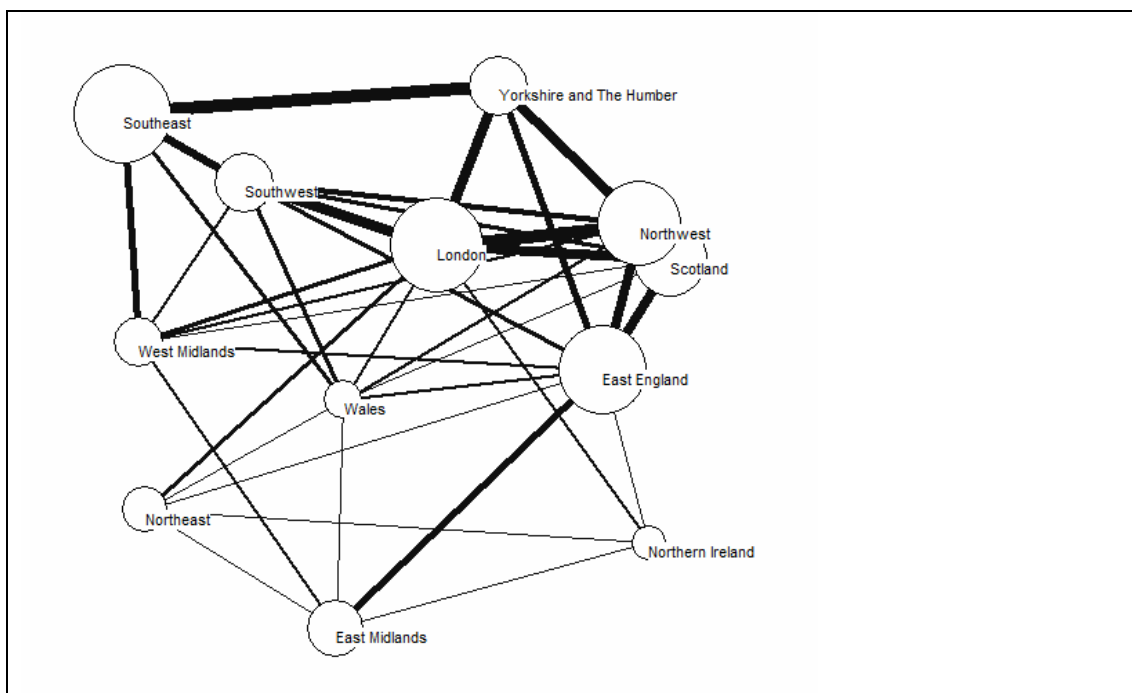 Yorkshire and The Humber
Southeast
Southwest
Northwest
London
Scotland
West Midlands
East England
Wales
Northeast
Northern Ireland
East Midlands